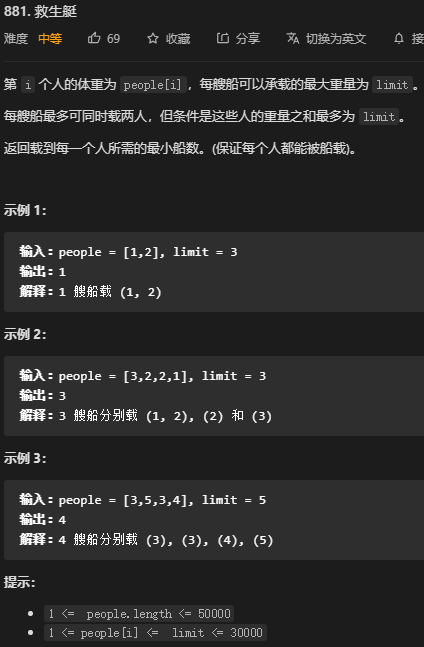 881. 救生艇
难度 中等 69 收藏 分享 切换为英文 接
第 i 个人的体重为 people[i]，每艘船可以承载的最大重量为 limit。
每艘船最多可同时载两人，但条件是这些人的重量之和最多为 limit。
返回载到每一个人所需的最小船数。(保证每个人都能被船载)。
示例 1：
输入：people = [1,2], limit = 3
输出：1
解释：1 艘船载 (1, 2)
示例 2：
输入：people = [3,2,2,1], limit = 3
输出：3
解释：3 艘船分别载 (1, 2), (2) 和 (3)
示例 3：
输入：people = [3,5,3,4], limit = 5
输出：4
解释：4 艘船分别载 (3), (3), (4), (5)
提示：
1 <= people.length <= 50000
1 <= people[i] <= limit <= 30000